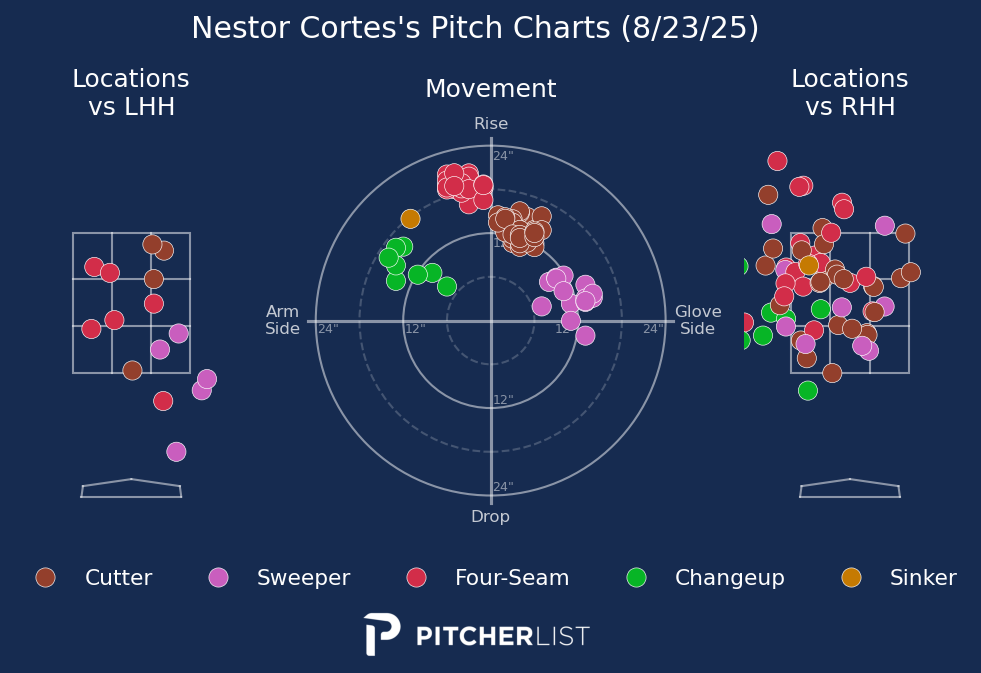 Nestor Cortes's Pitch Charts (8/23/25)
Locations
vs LHH
Movement
Locations
vs RHH
Rise
24"
12"
Arm
Side
24"
12"
12"
24"
Glove
Side
12"
24"
Drop
Cutter
Sweeper
Four-Seam
Changeup
Sinker
PITCHERLIST